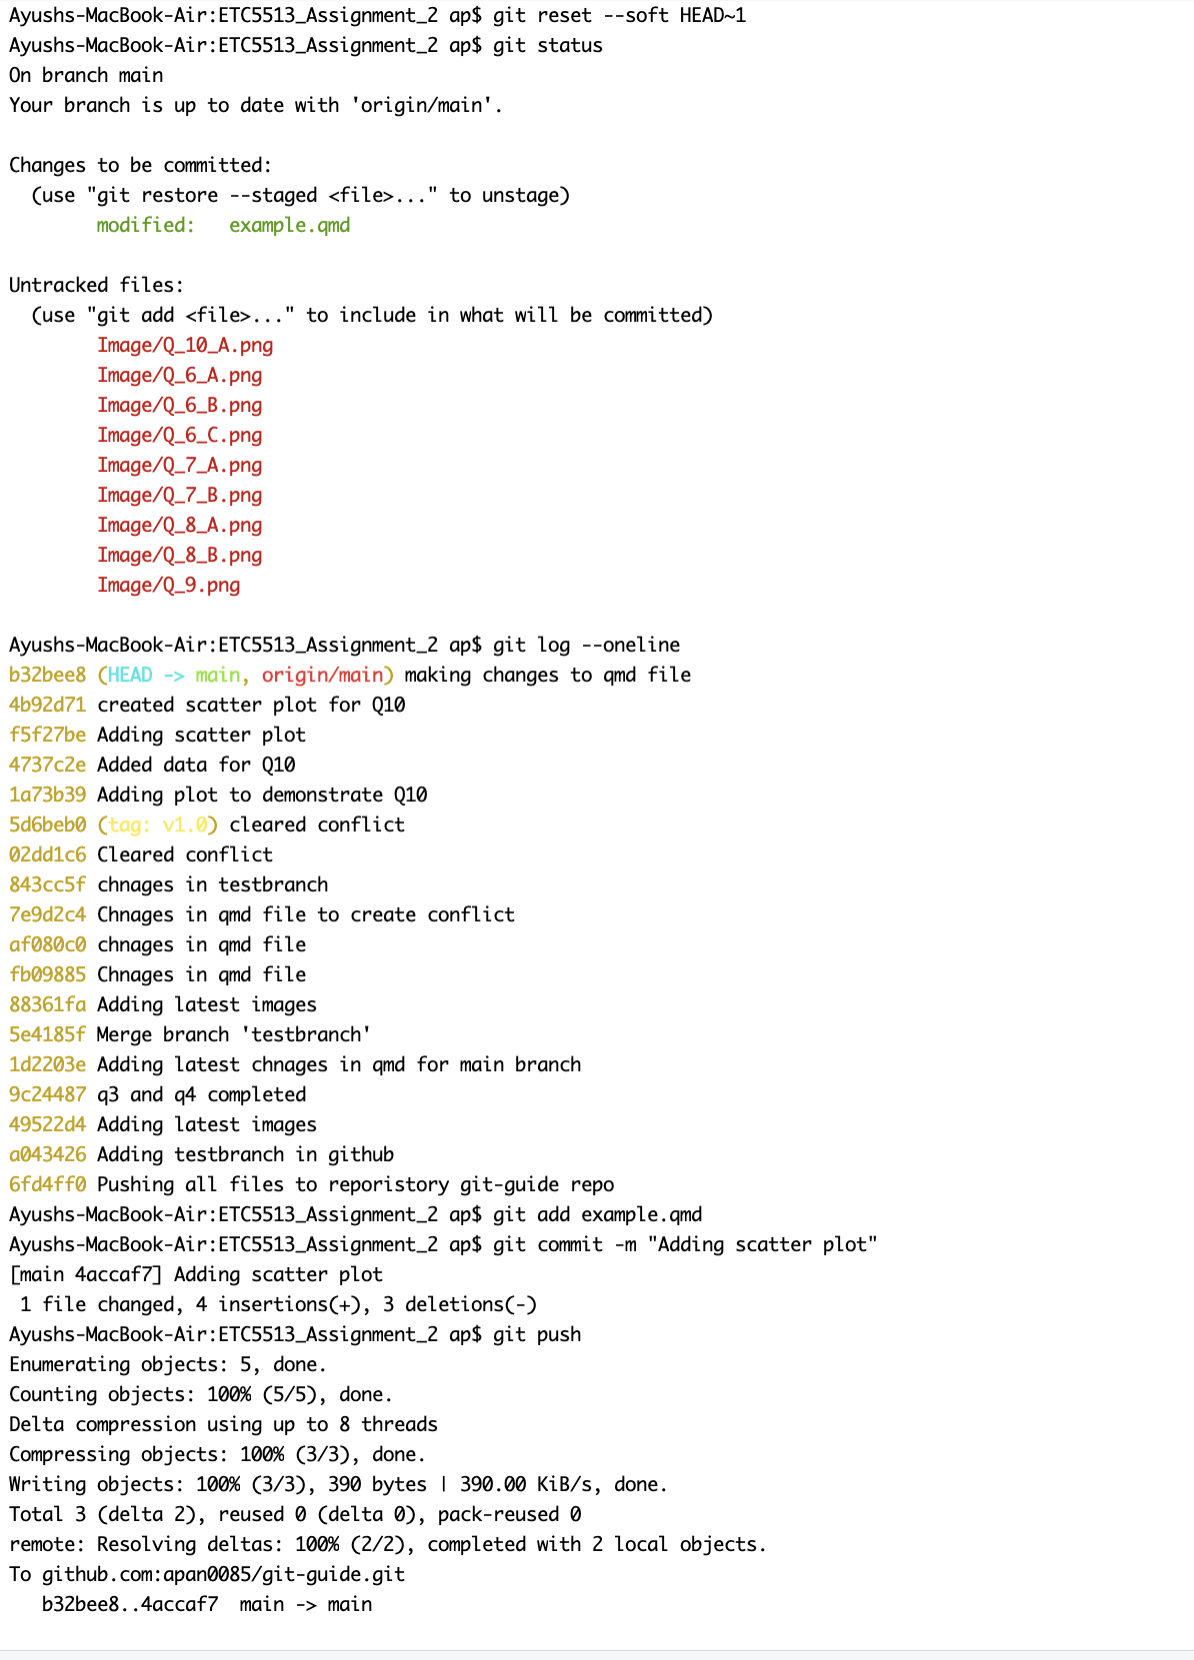 Ayushs-MacBook-Air:ETC5513_Assignment_2 ap$ git reset --soft HEAD~1
Ayushs-MacBook-Air:ETC5513_Assignment_2 ap$ git status
On branch main
Your branch is up to date with 'origin/main'.
Changes to be committed:
  (use "git restore --staged <file>..." to unstage)
        modified:   example.qmd
Untracked files:
  (use "git add <file>..." to include in what will be committed)
        Image/Q_10_A.png
        Image/Q_6_A.png
        Image/Q_6_B.png
        Image/Q_6_C.png
        Image/Q_7_A.png
        Image/Q_7_B.png
        Image/Q_8_A.png
        Image/Q_8_B.png
        Image/Q_9.png
Ayushs-MacBook-Air:ETC5513_Assignment_2 ap$ git log --oneline
b32bee8 (HEAD -> main, origin/main) making changes to qmd file
4b92d71 created scatter plot for Q10
f5f27be Adding scatter plot
4737c2e Added data for Q10
1a73b39 Adding plot to demonstrate Q10
5d6beb0 (tag: v1.0) cleared conflict
02dd1c6 Cleared conflict
843cc5f chnages in testbranch
7e9d2c4 Chnages in qmd file to create conflict
af080c0 chnages in qmd file
fb09885 Chnages in qmd file
88361fa Adding latest images
5e4185f Merge branch 'testbranch'
1d2203e Adding latest chnages in qmd for main branch
9c24487 q3 and q4 completed
49522d4 Adding latest images
a043426 Adding testbranch in github
6fd4ff0 Pushing all files to reporistory git-guide repo
Ayushs-MacBook-Air:ETC5513_Assignment_2 ap$ git add example.qmd
Ayushs-MacBook-Air:ETC5513_Assignment_2 ap$ git commit -m "Adding scatter plot"
[main 4accaf7] Adding scatter plot
 1 file changed, 4 insertions(+), 3 deletions(-)
Ayushs-MacBook-Air:ETC5513_Assignment_2 ap$ git push
Enumerating objects: 5, done.
Counting objects: 100% (5/5), done.
Delta compression using up to 8 threads
Compressing objects: 100% (3/3), done.
Writing objects: 100% (3/3), 390 bytes | 390.00 KiB/s, done.
Total 3 (delta 2), reused 0 (delta 0), pack-reused 0
remote: Resolving deltas: 100% (2/2), completed with 2 local objects.
To github.com:apan0085/git-guide.git
   b32bee8..4accaf7  main -> main